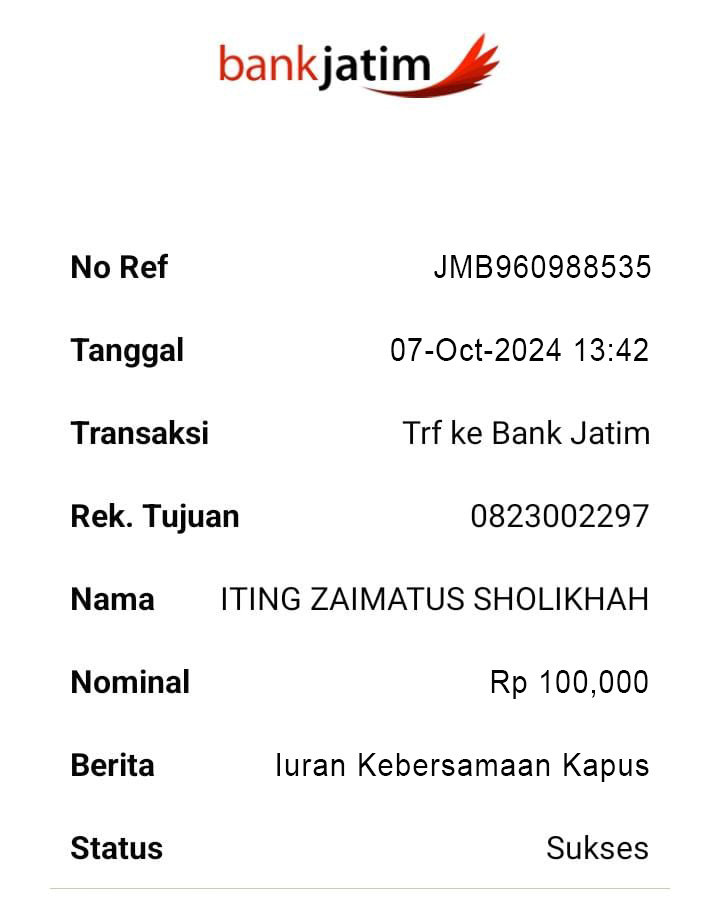 bankjatim
No Ref JMB960988535
Tanggal 07-Oct-2024 13:42
Transaksi Trf ke Bank Jatim
Rek. Tujuan 0823002297
Nama ITING ZAIMATUS SHOLIKHAH
Nominal Rp 100,000
Berita Iuran Kebersamaan Kapus
Status Sukses